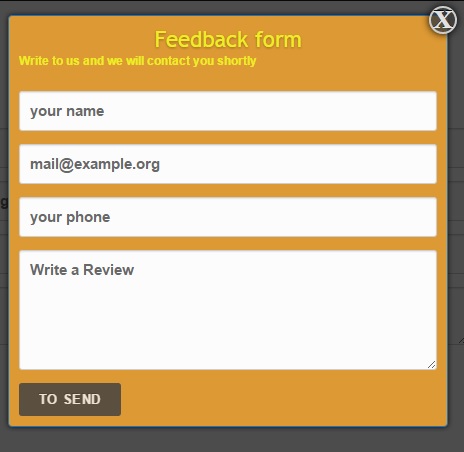 X
Feedback form
Write to us and we will contact you shortly
your name
mail@example.org
your phone
Write a Review
TO SEND